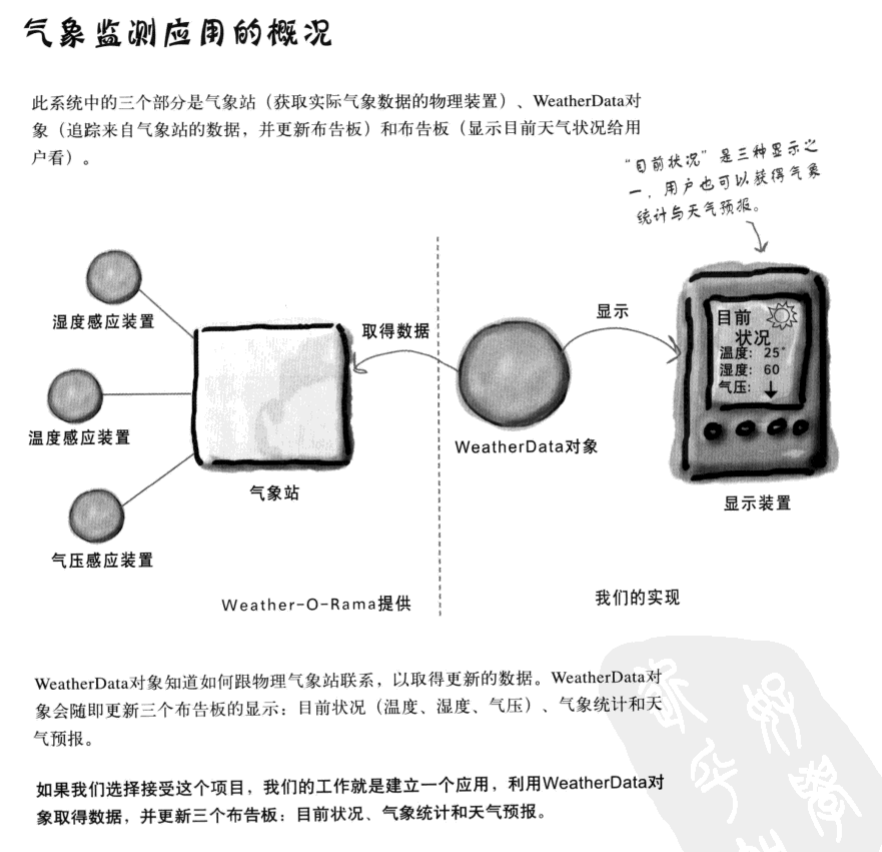 气象监测应用的概况
此系统中的三个部分是气象站（获取实际气象数据的物理装置）、WeatherData对
象（追踪来自气象站的数据，并更新布告板）和布告板（显示目前天气状况给用
户看）。
“目前状况”是三种显示之
一，用户也可以获得气象
统计与天气预报。
湿度感应装置
温度感应装置
气压感应装置
取得数据
气象站
WeatherData对象
显示
目前
状况
温度：25°
湿度：60
气压：
显示装置
Weather-O-Rama提供
我们的实现
WeatherData对象知道如何跟物理气象站联系，以取得更新的数据。WeatherData对
象会随即更新三个布告板的显示：目前状况（温度、湿度、气压）、气象统计和天
气预报。
如果我们选择接受这个项目，我们的工作就是建立一个应用，利用WeatherData对
象取得数据，并更新三个布告板：目前状况、气象统计和天气预报。